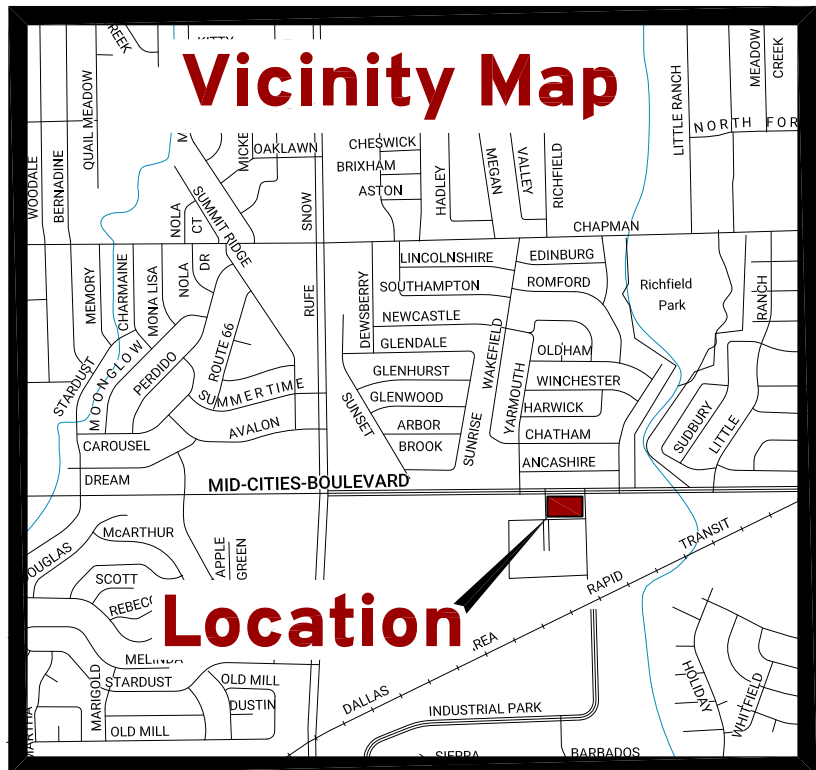 Vicinity Map
MEADOW
CREEK
LITTLE RANCH
NORTH FOR
QUAIL MEADOW
WOODALE
BERNADINE
OAKLAWN
CHESWICK
BRIXHAM
ASTON
HADLEY
MEGAN
VALLEY
RICHFIELD
SNOW
NOLA
CT
SUMMIT RIDGE
CHAPMAN
MEMORY
CHARMAINE
MONA LISA
NOLA
DR
RUFE
DEWSBERRY
LINCOLNSHIRE
SOUTHAMPTON
NEWCASTLE
GLENDALE
EDINBURG
ROMFORD
Richfield
Park
RANCH
STARDUST
MOONGLOW
PERDIDO
ROUTE 66
SUMMERTIME
GLENHURST
GLENWOOD
ARBOR
BROOK
SUNSET
SUNRISE
WAKEFIELD
YARMOUTH
OLDHAM
WINCHESTER
HARWICK
CHATHAM
ANCASHIRE
SUDBURY
LITTLE
AVALON
CAROUSEL
DREAM
MID-CITIES-BOULEVARD
McARTHUR
OUGLAS
APPLE
GREEN
SCOTT
REBEC
TRANSIT
RAPID
REA
DALLAS
Location
MELINDA
STARDUST
MARIGOLD
OLD MILL
DUSTIN
OLD MILL
INDUSTRIAL PARK
HOLIDAY
WHITFIELD
BARBADOS